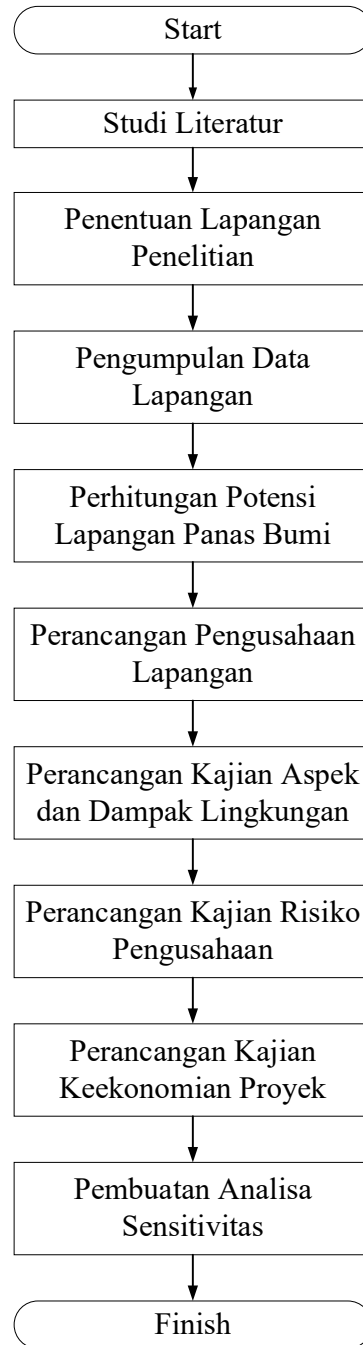 Start
Studi Literatur
Penentuan Lapangan
Penelitian
Pengumpulan Data
Lapangan
Perhitungan Potensi
Lapangan Panas Bumi
Perancangan Pengusahaan
Lapangan
Perancangan Kajian Aspek
dan Dampak Lingkungan
Perancangan Kajian Risiko
Pengusahaan
Perancangan Kajian
Keekonomian Proyek
Pembuatan Analisa
Sensitivitas
Finish